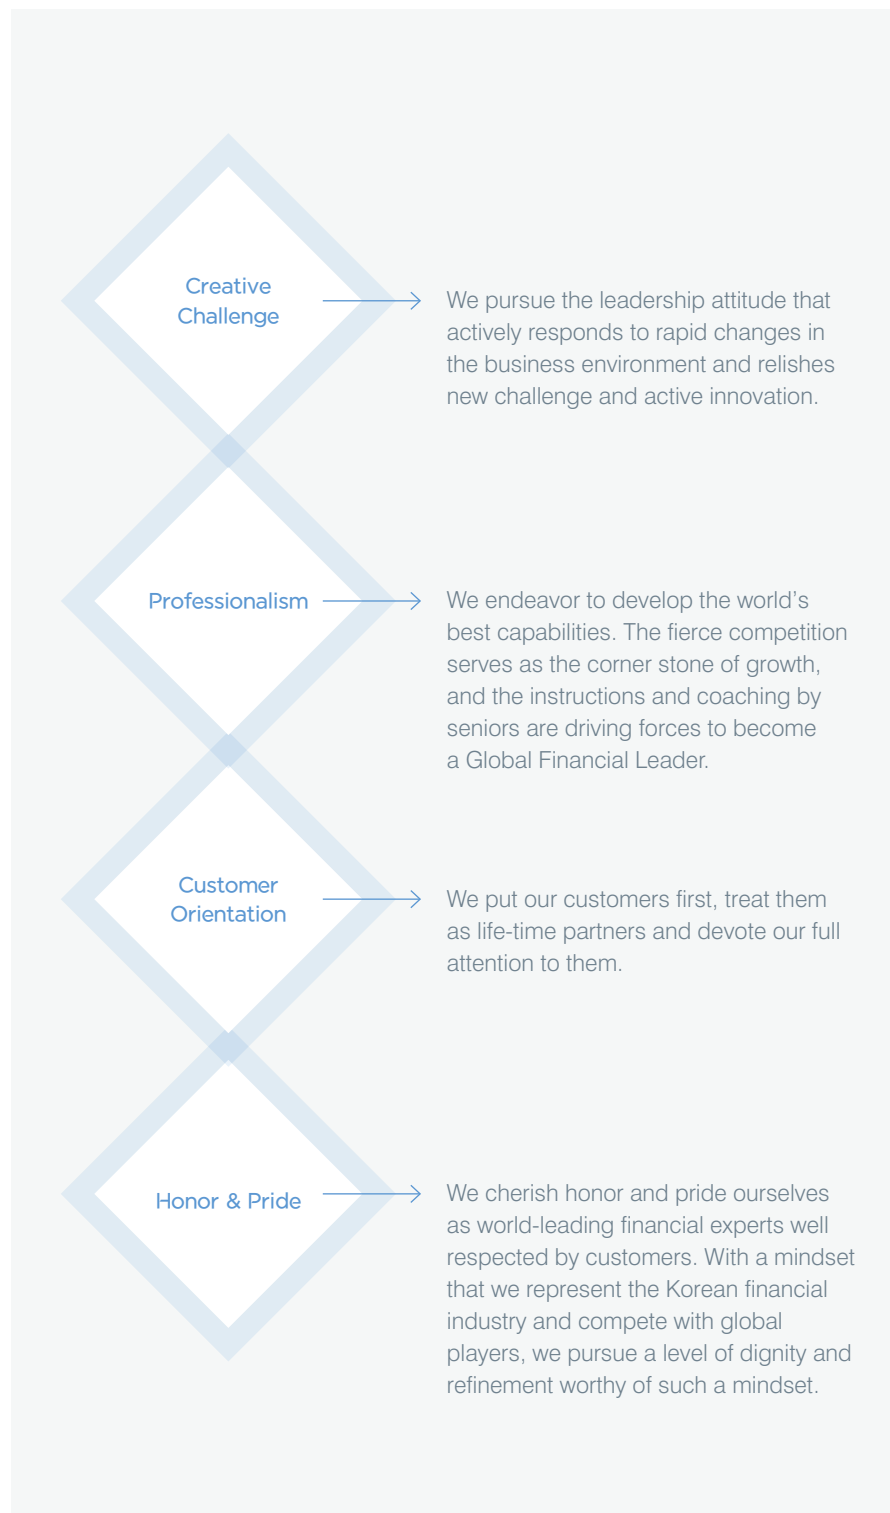 Creative
Challenge
We pursue the leadership attitude that
actively responds to rapid changes in
the business environment and relishes
new challenge and active innovation.
Professionalism
We endeavor to develop the world’s
best capabilities. The fierce competition
serves as the corner stone of growth,
and the instructions and coaching by
seniors are driving forces to become
a Global Financial Leader.
Customer
Orientation
We put our customers first, treat them
as life-time partners and devote our full
attention to them.
Honor & Pride
We cherish honor and pride ourselves
as world-leading financial experts well
respected by customers. With a mindset
that we represent the Korean financial
industry and compete with global
players, we pursue a level of dignity and
refinement worthy of such a mindset.